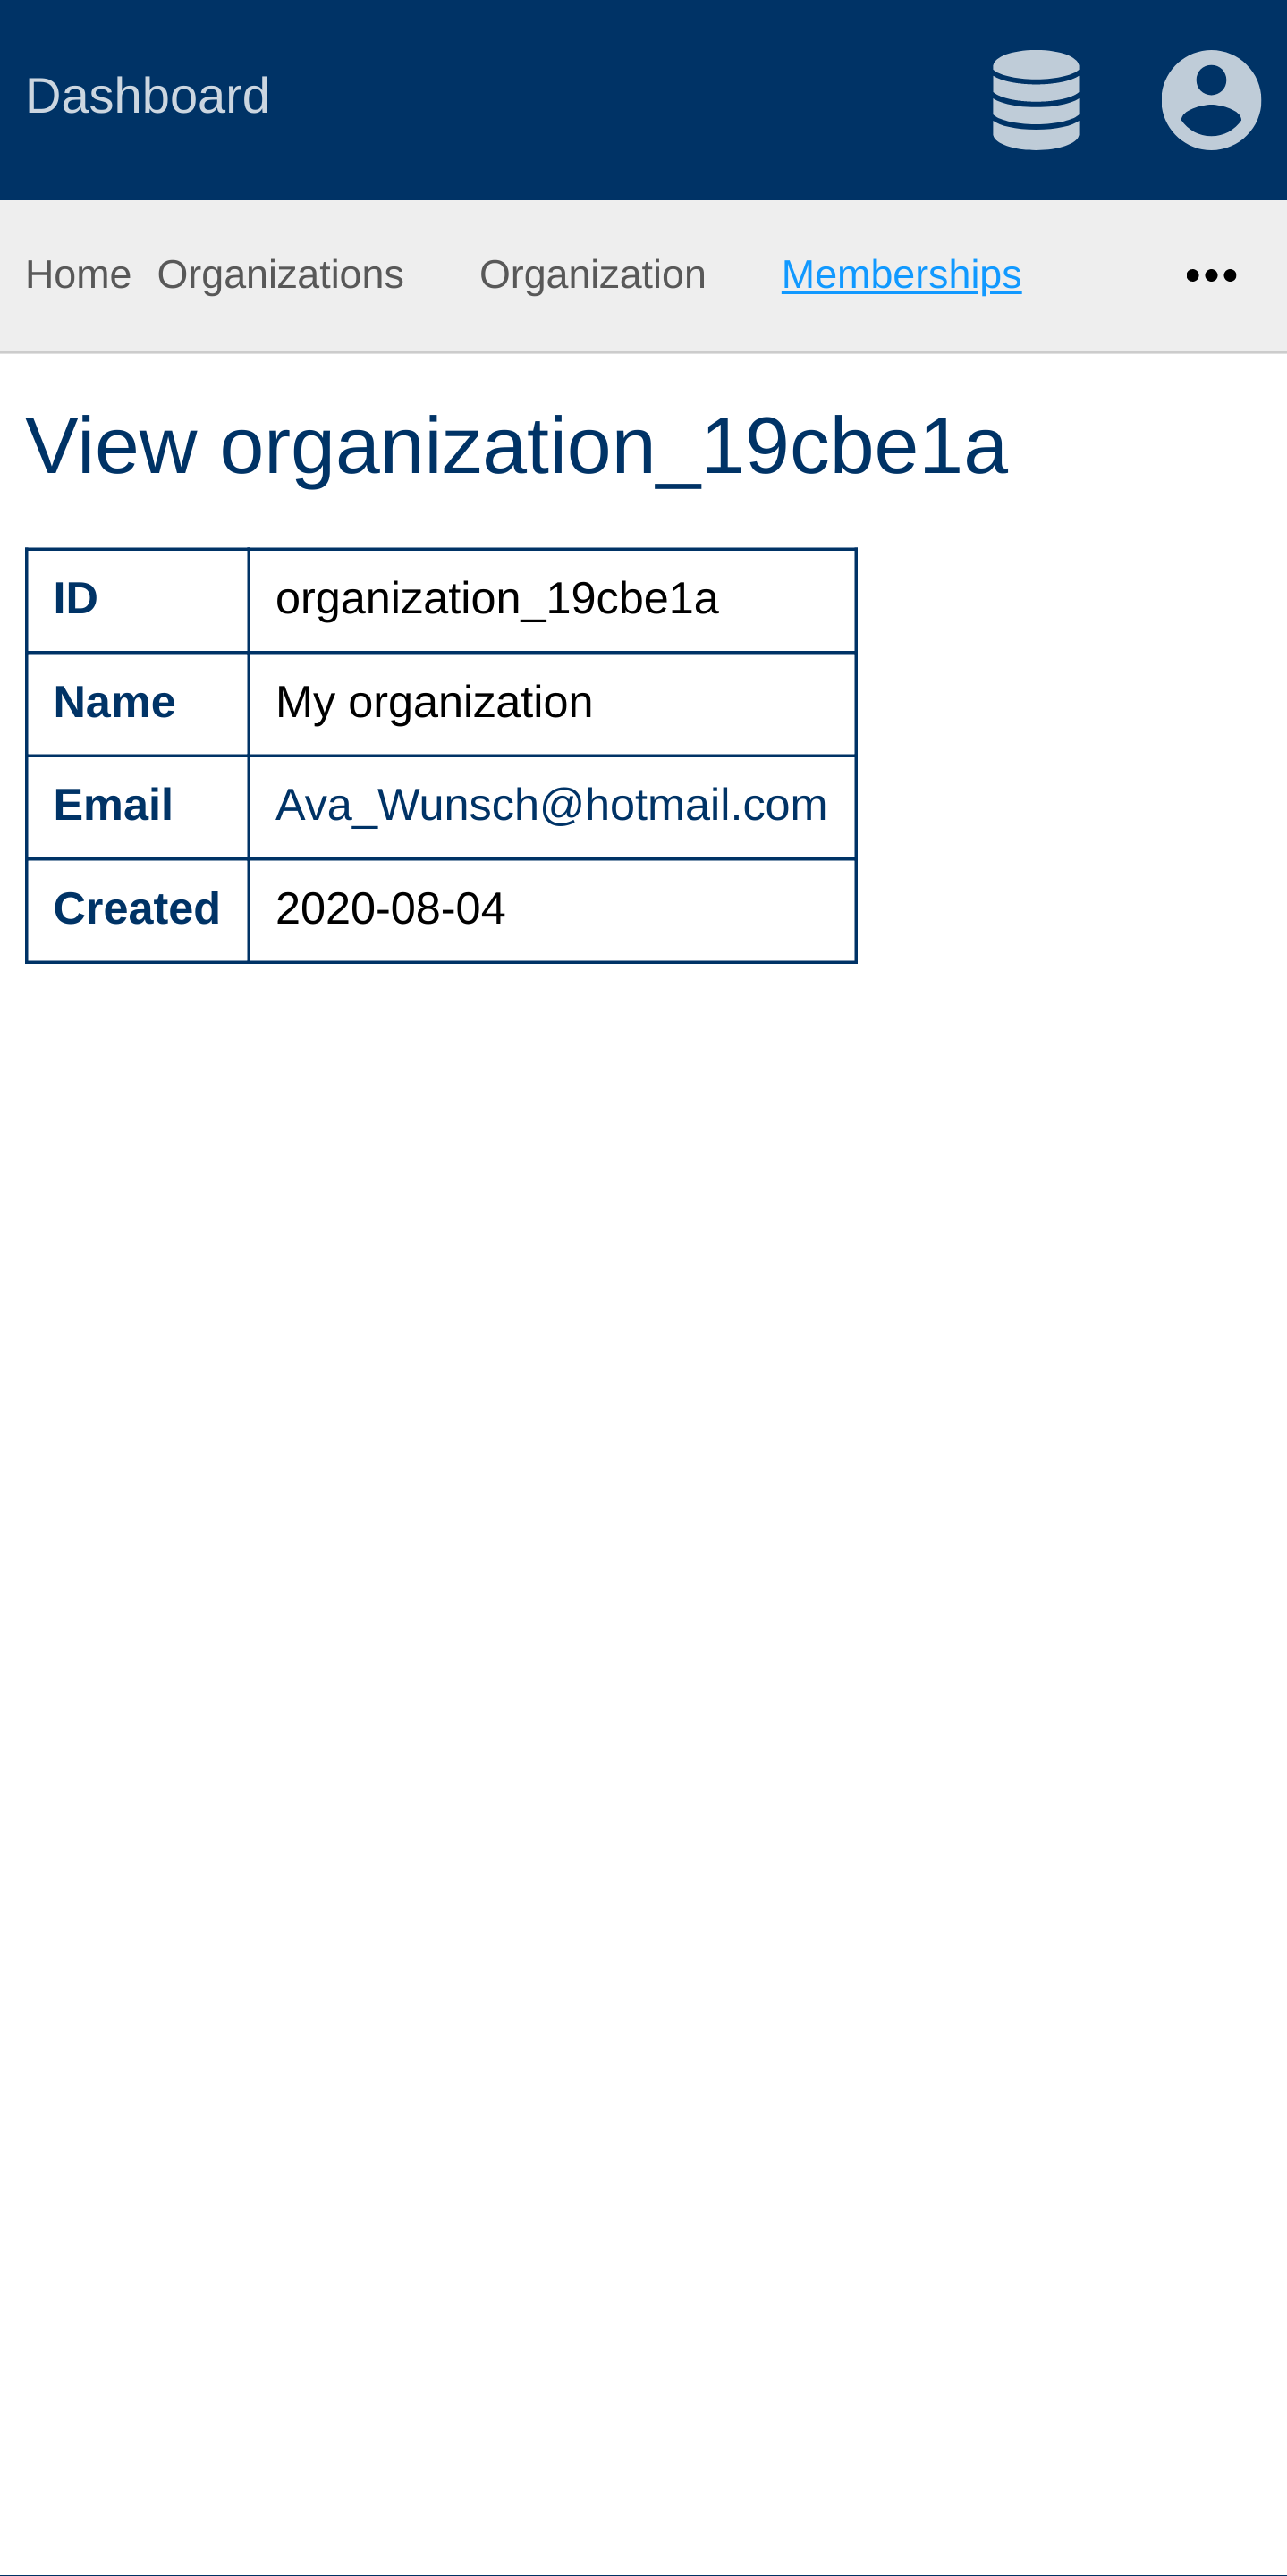 Dashboard
Home Organizations Organization Memberships
View organization_19cbe1a
ID organization_19cbe1a
Name My organization
Email Ava_Wunsch@hotmail.com
Created 2020-08-04